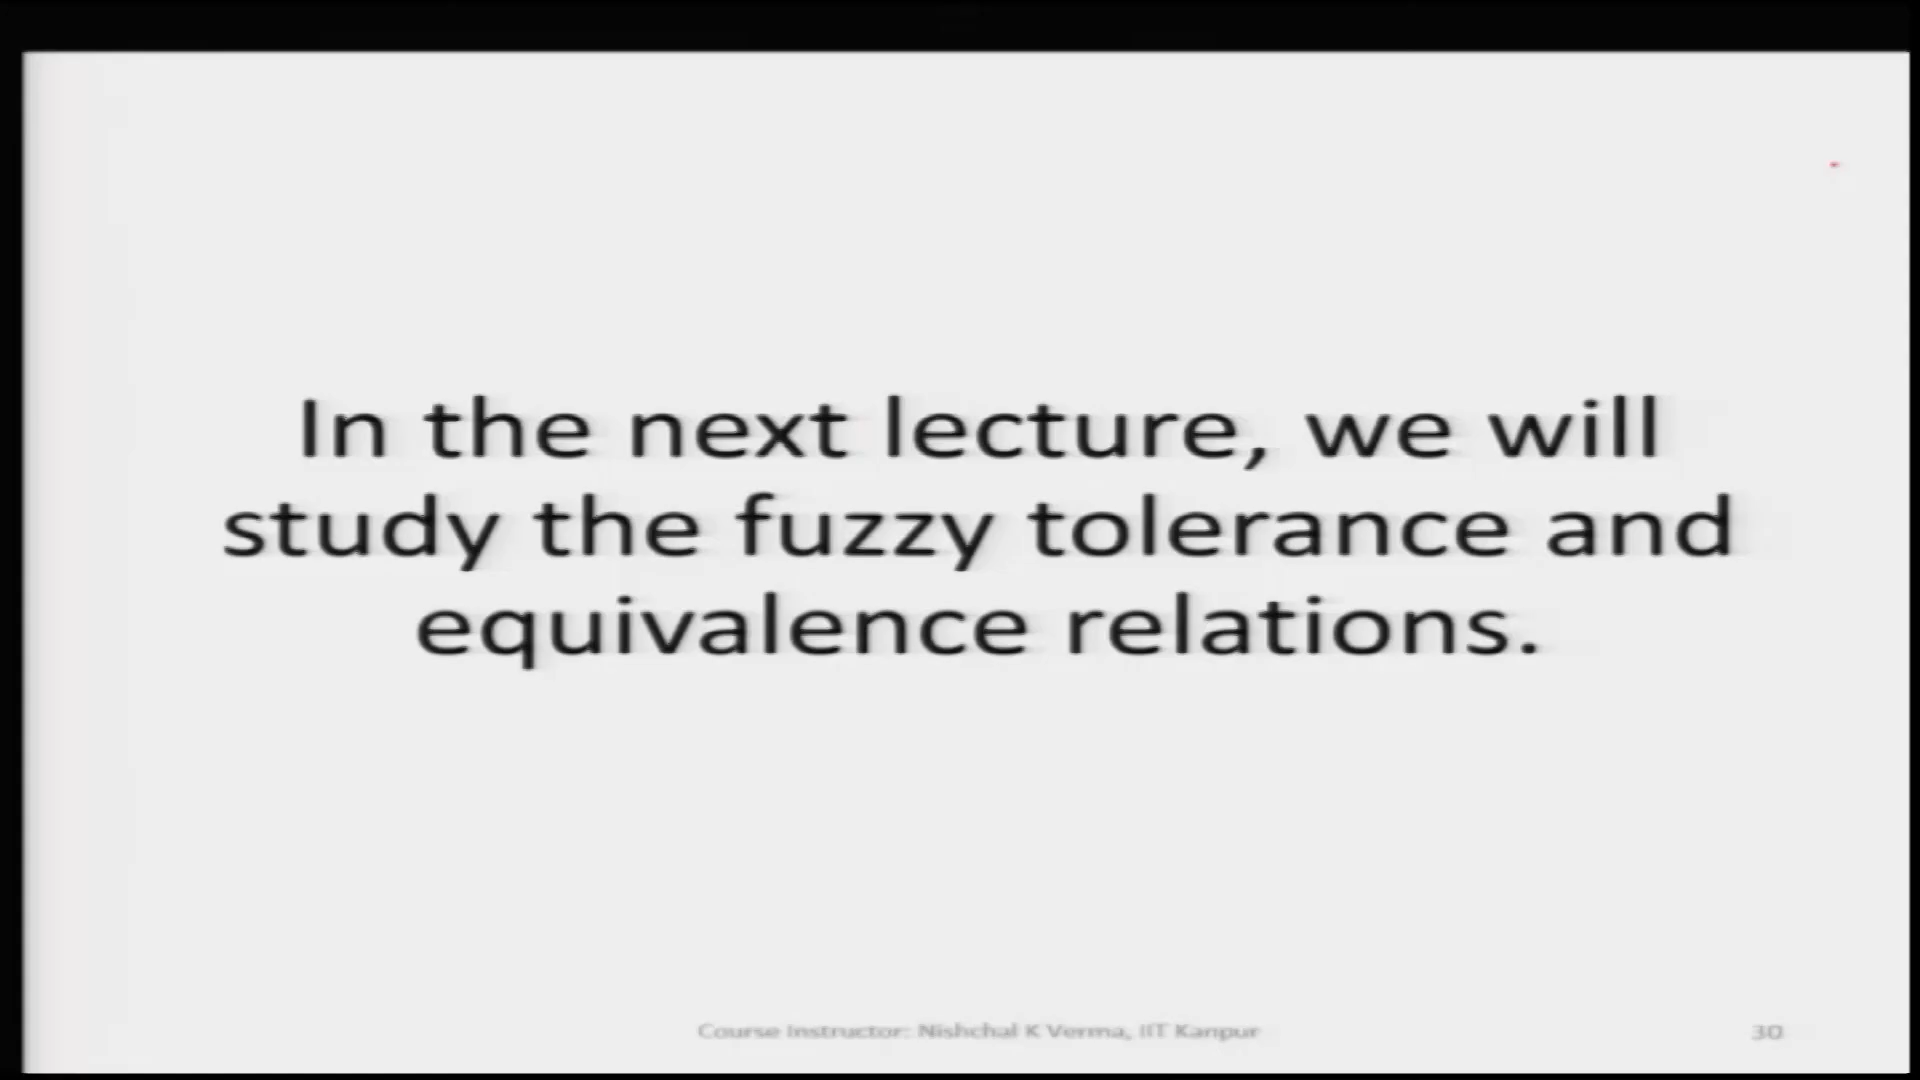 In the next lecture, we will
study the fuzzy tolerance and
equivalence relations.
Course Instructor: Nishchal K Verma, IIT Kanpur
30